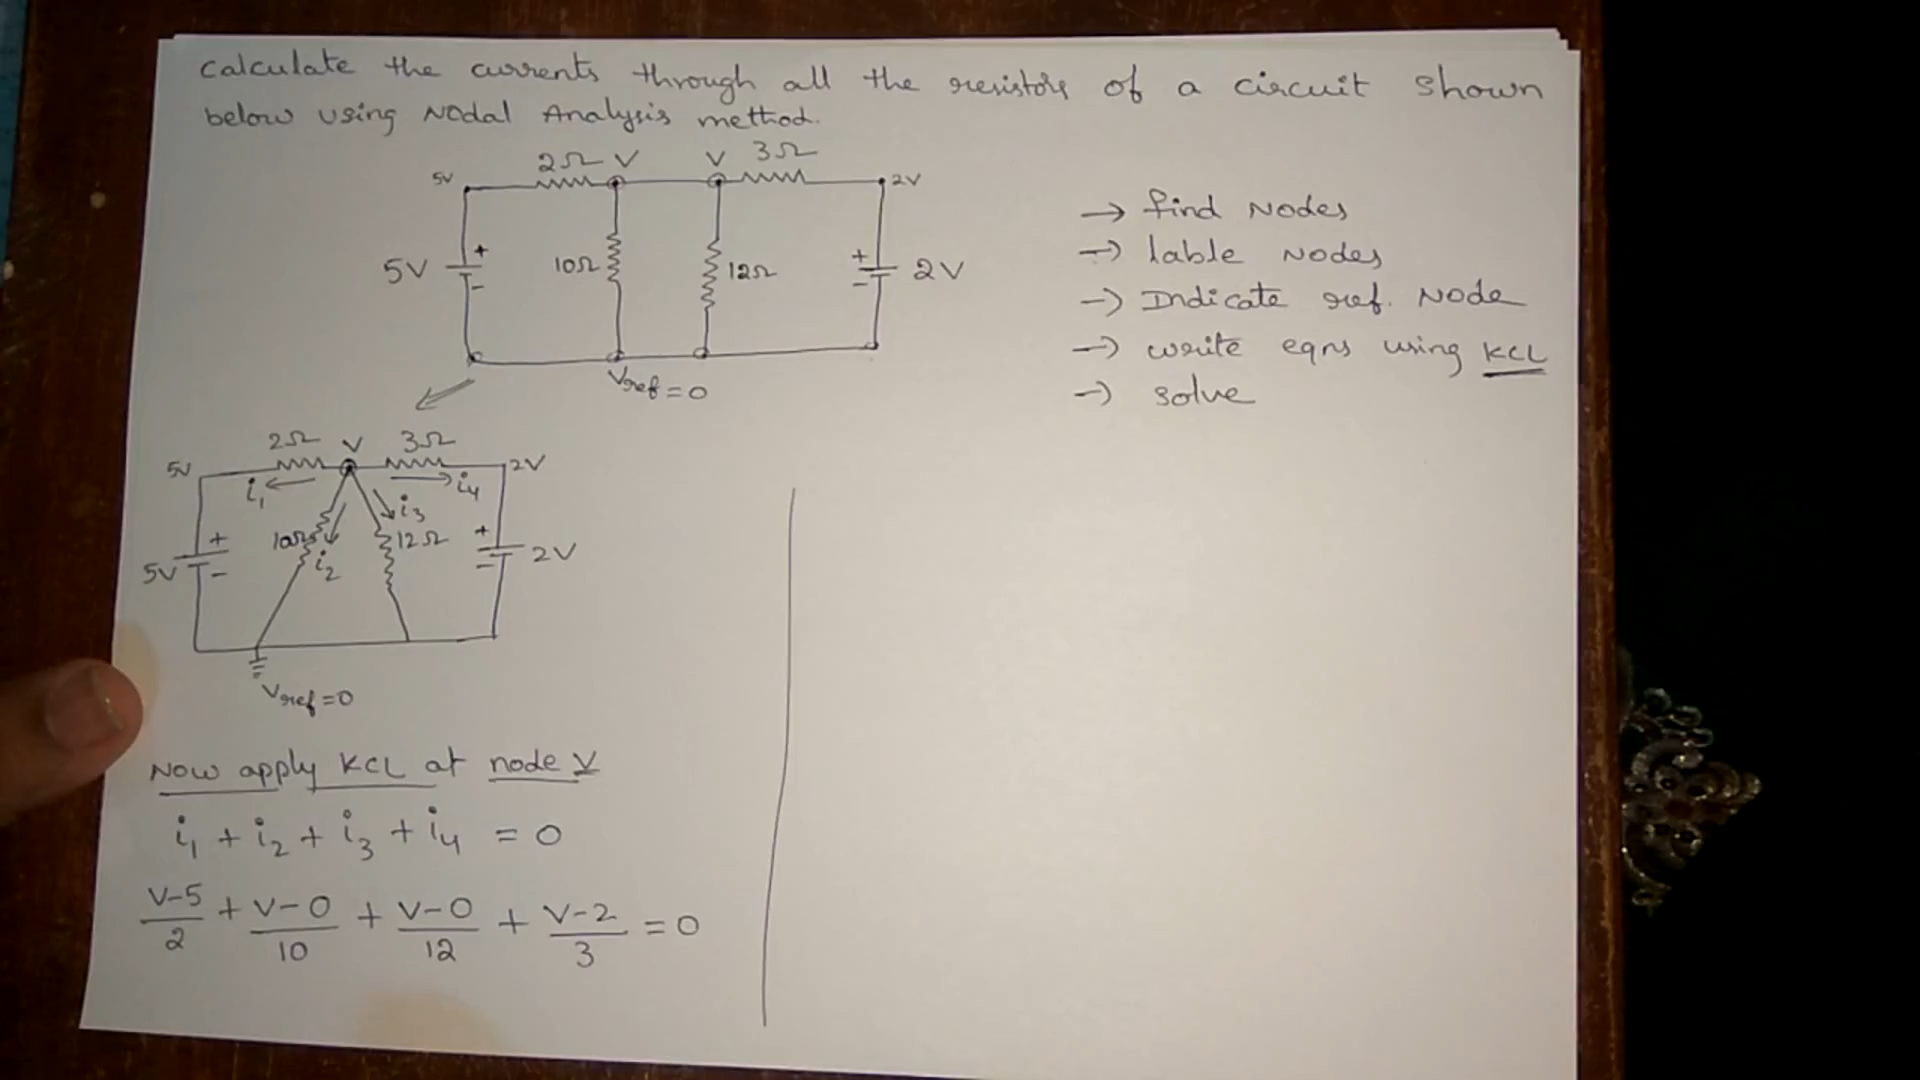 calculate the currents through all the resistors of a circuit shown
below using Nodal Analysis method.
2Ω V V 3Ω
5V 2V
5V + - 10Ω 12Ω + - 2V
Vref = 0
→ find Nodes
→ lable Nodes
→ Indicate ref. Node
→ write eqns using KCL
→ solve
2Ω V 3Ω
5V 2V
i₁ i₄
i₃
5V + - 10Ω i₂ 12Ω + - 2V
Vref = 0
Now apply KCL at node V
i₁ + i₂ + i₃ + i₄ = 0
V-5/2 + V-0/10 + V-0/12 + V-2/3 = 0